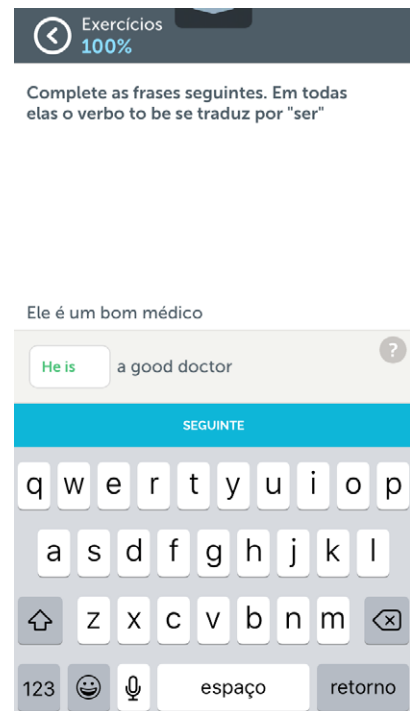 Exercícios
100%
Complete as frases seguintes. Em todas
elas o verbo to be se traduz por "ser"
Ele é um bom médico
He is a good doctor
?
SEGUINTE
q w e r t y u i o p
a s d f g h j k l
z x c v b n m
123 espaço retorno